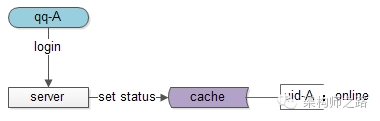 qq-A
login
server
set status
cache
uid-A : online
架构师之路